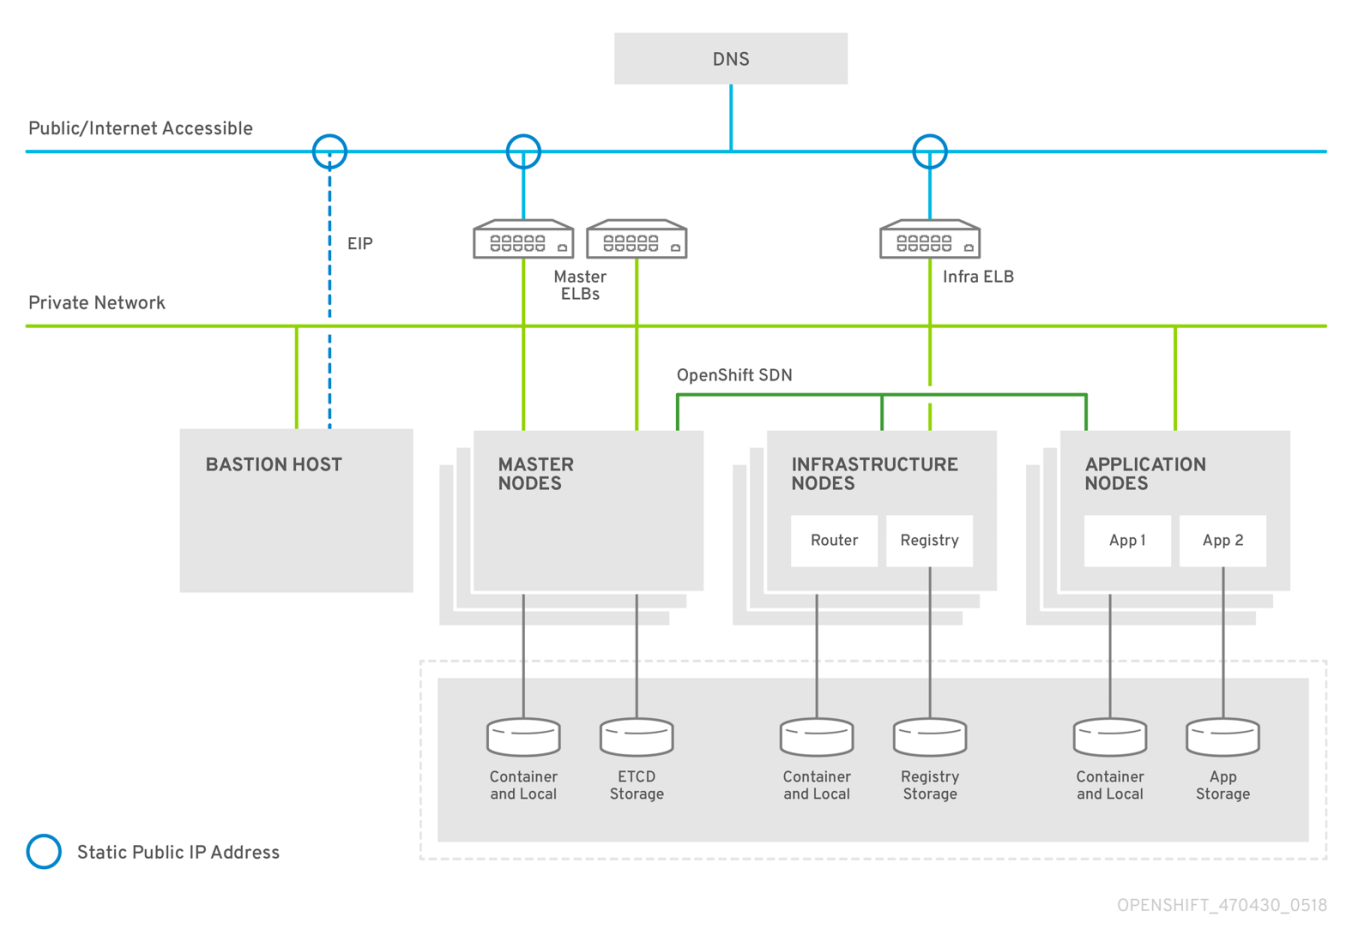 DNS
Public/Internet Accessible
EIP
Master
ELBs
Infra ELB
Private Network
OpenShift SDN
BASTION HOST
MASTER
NODES
INFRASTRUCTURE
NODES
Router
Registry
APPLICATION
NODES
App 1
App 2
Container
and Local
ETCD
Storage
Container
and Local
Registry
Storage
Container
and Local
App
Storage
Static Public IP Address
OPENSHIFT_470430_0518